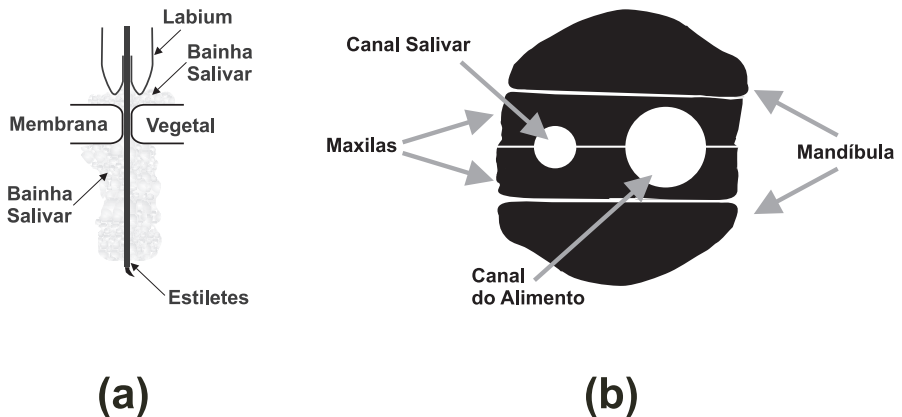 Labium
Bainha
Salivar
Membrana
Vegetal
Bainha
Salivar
Estiletes
(a)
Canal Salivar
Maxilas
Mandíbula
Canal
do Alimento
(b)